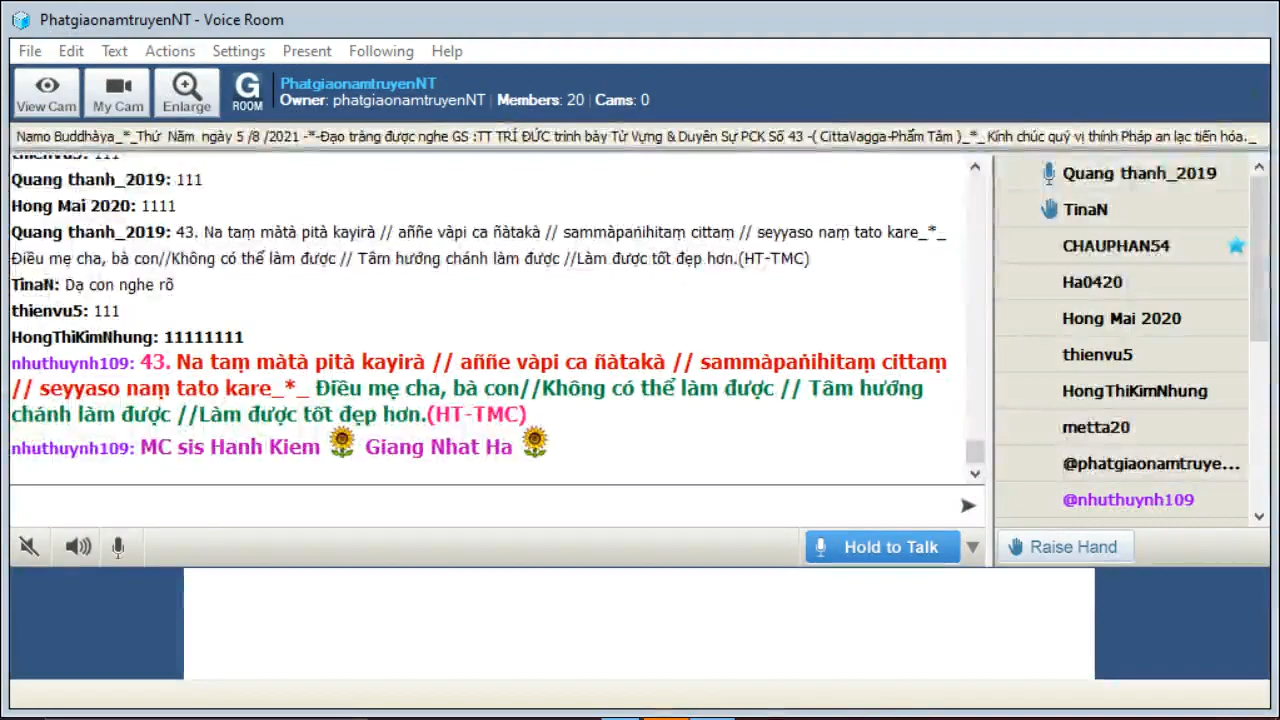 PhatgiaonamtruyenNT - Voice Room
File Edit Text Actions Settings Present Following Help
View Cam My Cam Enlarge G ROOM
PhatgiaonamtruyenNT
Owner: phatgiaonamtruyenNT | Members: 20 | Cams: 0
Namo Buddhàya_*_Thứ Năm ngày 5 /8 /2021 -*-Đạo tràng được nghe GS :TT TRÍ ĐỨC trình bày Từ Vựng & Duyên Sự PCK Số 43 -( CittaVagga-Phẩm Tâm )_*_ Kính chúc quý vị thính Pháp an lạc tiến hóa._
thienvu5: 111
Quang thanh_2019: 111
Hong Mai 2020: 1111
Quang thanh_2019: 43. Na taṃ màtà pità kayirà // aññe vàpi ca ñàtakà // sammàpaṅihitaṃ cittaṃ // seyyaso naṃ tato kare_*_
Điều mẹ cha, bà con//Không có thể làm được // Tâm hướng chánh làm được //Làm được tốt đẹp hơn.(HT-TMC)
TinaN: Dạ con nghe rõ
thienvu5: 111
HongThiKimNhung: 11111111
nhuthuynh109: 43. Na taṃ màtà pità kayirà // aññe vàpi ca ñàtakà // sammàpaṅihitaṃ cittaṃ
// seyyaso naṃ tato kare_*_ Điều mẹ cha, bà con//Không có thể làm được // Tâm hướng
chánh làm được //Làm được tốt đẹp hơn.(HT-TMC)
nhuthuynh109: MC sis Hanh Kiem Giang Nhat Ha
Quang thanh_2019
TinaN
CHAUPHAN54
Ha0420
Hong Mai 2020
thienvu5
HongThiKimNhung
metta20
@phatgiaonamtruye...
@nhuthuynh109
Hold to Talk
Raise Hand